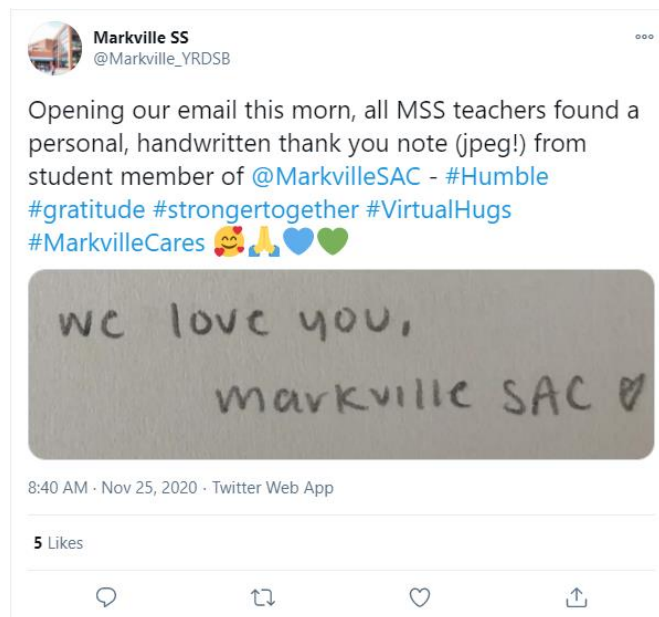 Markville SS
@Markville_YRDSB
Opening our email this morn, all MSS teachers found a
personal, handwritten thank you note (jpeg!) from
student member of @MarkvilleSAC - #Humble
#gratitude #strongertogether #VirtualHugs
#MarkvilleCares 🥰🙏💙💚
we love you,
markville SAC ♡
8:40 AM · Nov 25, 2020 · Twitter Web App
5 Likes